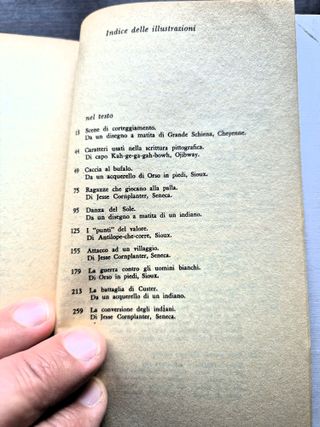 Indice delle illustrazioni
nel testo
13 Scene di corteggiamento.
Da un disegno a matita di Grande Schiena, Cheyenne.
44 Caratteri usati nella scrittura pittografica.
Di capo Kah-ge-ga-gah-bowh, Ojibway.
49 Caccia al bufalo.
Da un acquerello di Orso in piedi, Sioux.
75 Ragazze che giocano alla palla.
Di Jesse Cornplanter, Seneca.
95 Danza del Sole.
Da un disegno a matita di un indiano.
125 I "punti" del valore.
Di Antilope-che-corre, Sioux.
155 Attacco ad un villaggio.
Di Jesse Cornplanter, Seneca.
179 La guerra contro gli uomini bianchi.
Di Orso in piedi, Sioux.
213 La battaglia di Custer.
Da un acquerello di un indiano.
259 La conversione degli indiani.
Di Jesse Cornplanter, Seneca.